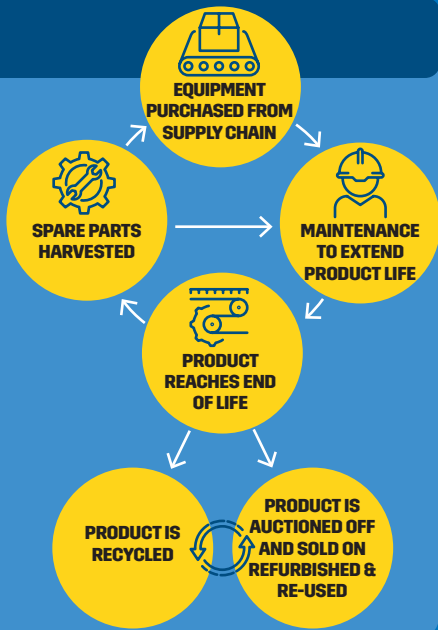 EQUIPMENT
PURCHASED FROM
SUPPLY CHAIN
SPARE PARTS
HARVESTED
MAINTENANCE
TO EXTEND
PRODUCT LIFE
PRODUCT
REACHES END
OF LIFE
PRODUCT IS
RECYCLED
PRODUCT IS
AUCTIONED OFF
AND SOLD ON
REFURBISHED &
RE-USED